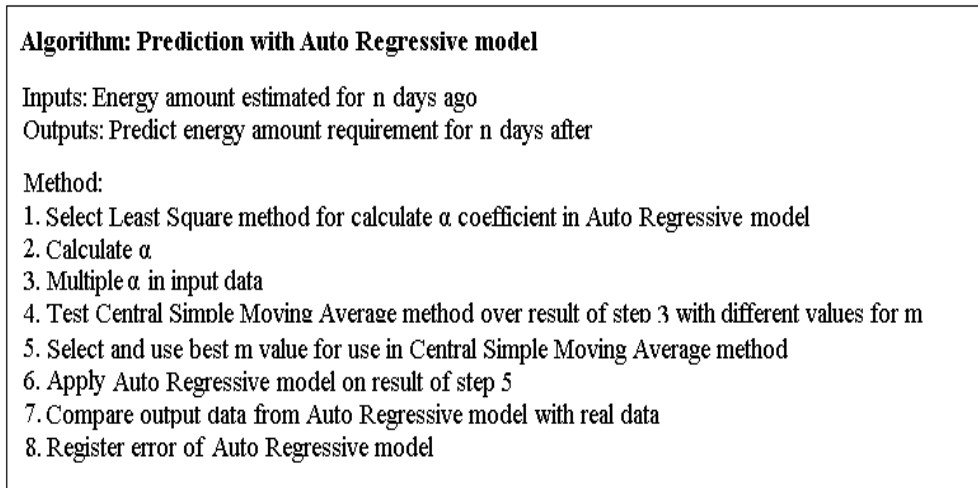 Algorithm: Prediction with Auto Regressive model
Inputs: Energy amount estimated for n days ago
Outputs: Predict energy amount requirement for n days after
Method:
1. Select Least Square method for calculate α coefficient in Auto Regressive model
2. Calculate α
3. Multiple α in input data
4. Test Central Simple Moving Average method over result of step 3 with different values for m
5. Select and use best m value for use in Central Simple Moving Average method
6. Apply Auto Regressive model on result of step 5
7. Compare output data from Auto Regressive model with real data
8. Register error of Auto Regressive model